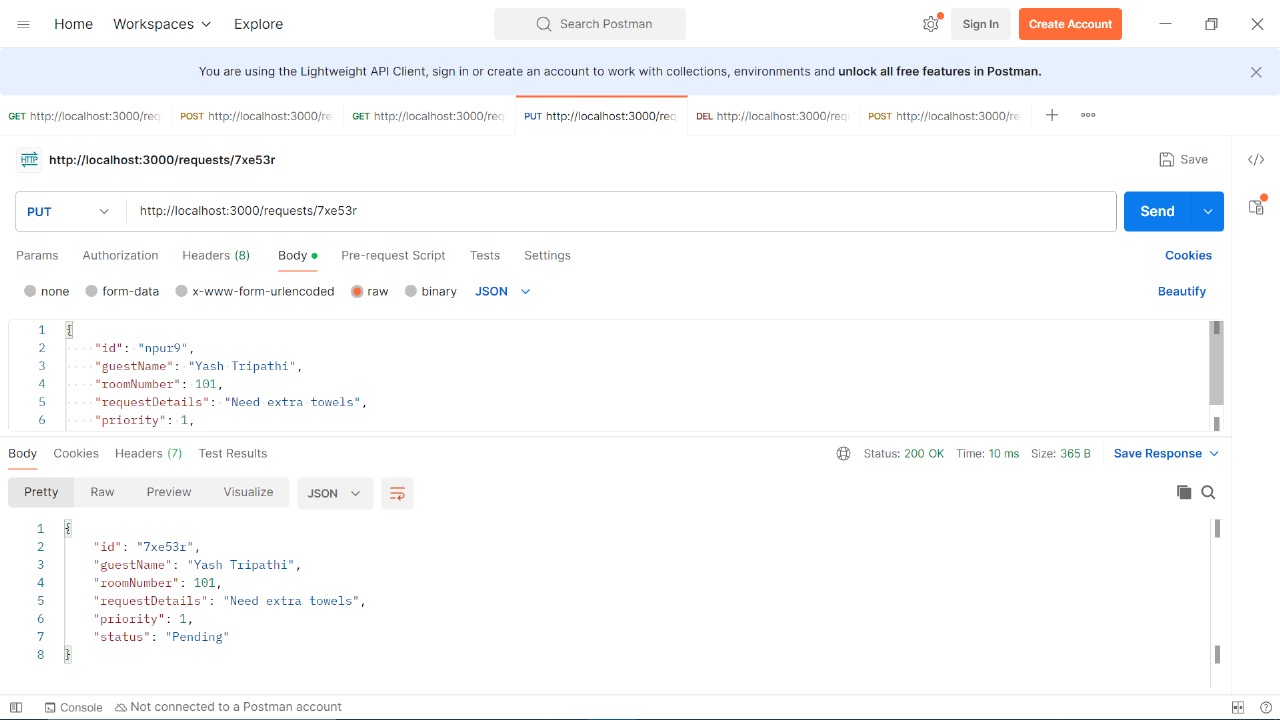 Home Workspaces Explore Search Postman Sign In Create Account
You are using the Lightweight API Client, sign in or create an account to work with collections, environments and unlock all free features in Postman.
GET http://localhost:3000/req POST http://localhost:3000/re GET http://localhost:3000/req PUT http://localhost:3000/req DEL http://localhost:3000/req POST http://localhost:3000/re
HTTP http://localhost:3000/requests/7xe53r Save
PUT http://localhost:3000/requests/7xe53r Send
Params Authorization Headers (8) Body Pre-request Script Tests Settings Cookies
none form-data x-www-form-urlencoded raw binary JSON Beautify
1 {
2 "id": "npur9",
3 "guestName": "Yash Tripathi",
4 "roomNumber": 101,
5 "requestDetails": "Need extra towels",
6 "priority": 1,
Body Cookies Headers (7) Test Results Status: 200 OK Time: 10 ms Size: 365 B Save Response
Pretty Raw Preview Visualize JSON
1 {
2 "id": "7xe53r",
3 "guestName": "Yash Tripathi",
4 "roomNumber": 101,
5 "requestDetails": "Need extra towels",
6 "priority": 1,
7 "status": "Pending"
8 }
Console Not connected to a Postman account